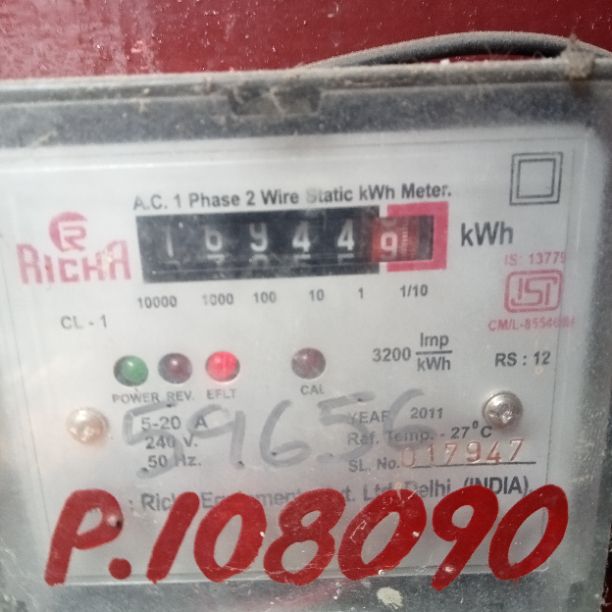 A.C. 1 Phase 2 Wire Static kWh Meter.
RICHA
16944 9 kWh
IS: 13779
10000 1000 100 10 1 1/10
CL - 1
CM/L-
3200 Imp/kWh
RS : 12
POWER REV. EFLT CAL
5-20 A
240 V.
50 Hz.
59656
YEAR 2011
Ref. Temp. - 27°C
SL. No. 017947
Ltd. Delhi (INDIA)
P.108090